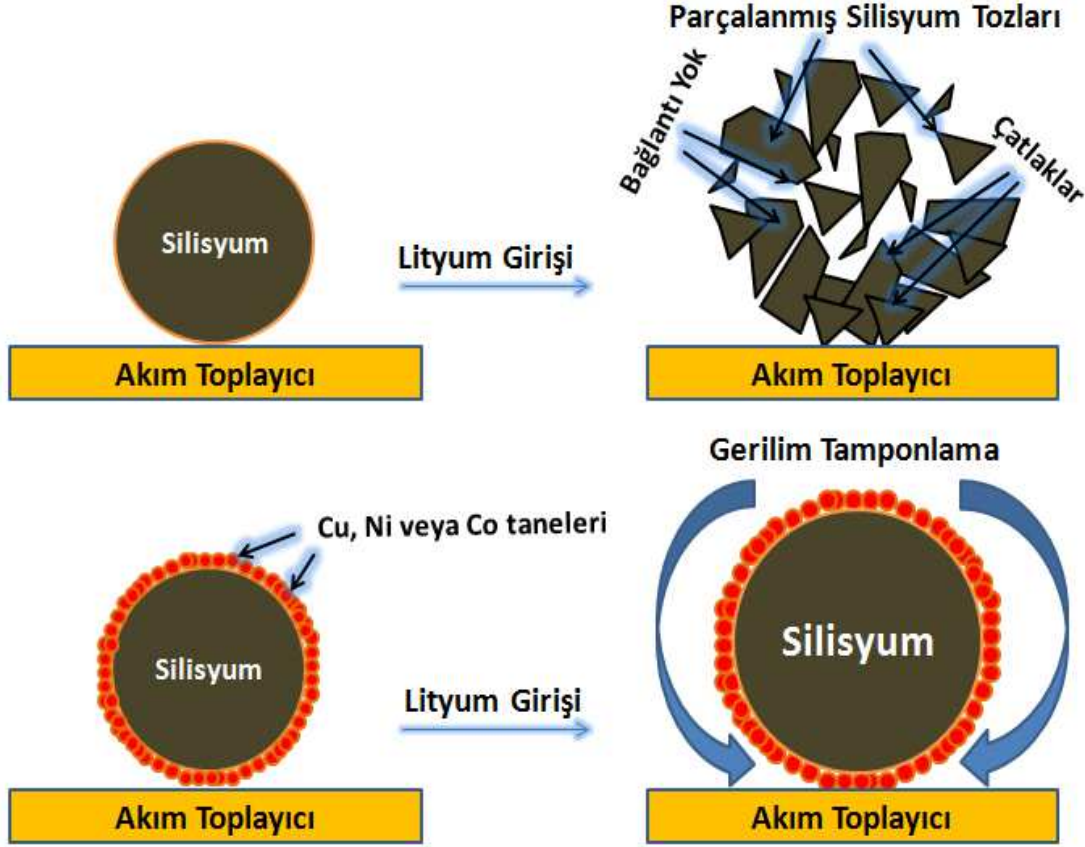 Parçalanmış Silisyum Tozları
Bağlantı Yok
Çatlaklar
Silisyum
Lityum Girişi
Akım Toplayıcı
Akım Toplayıcı
Gerilim Tamponlama
Cu, Ni veya Co taneleri
Silisyum
Silisyum
Lityum Girişi
Akım Toplayıcı
Akım Toplayıcı